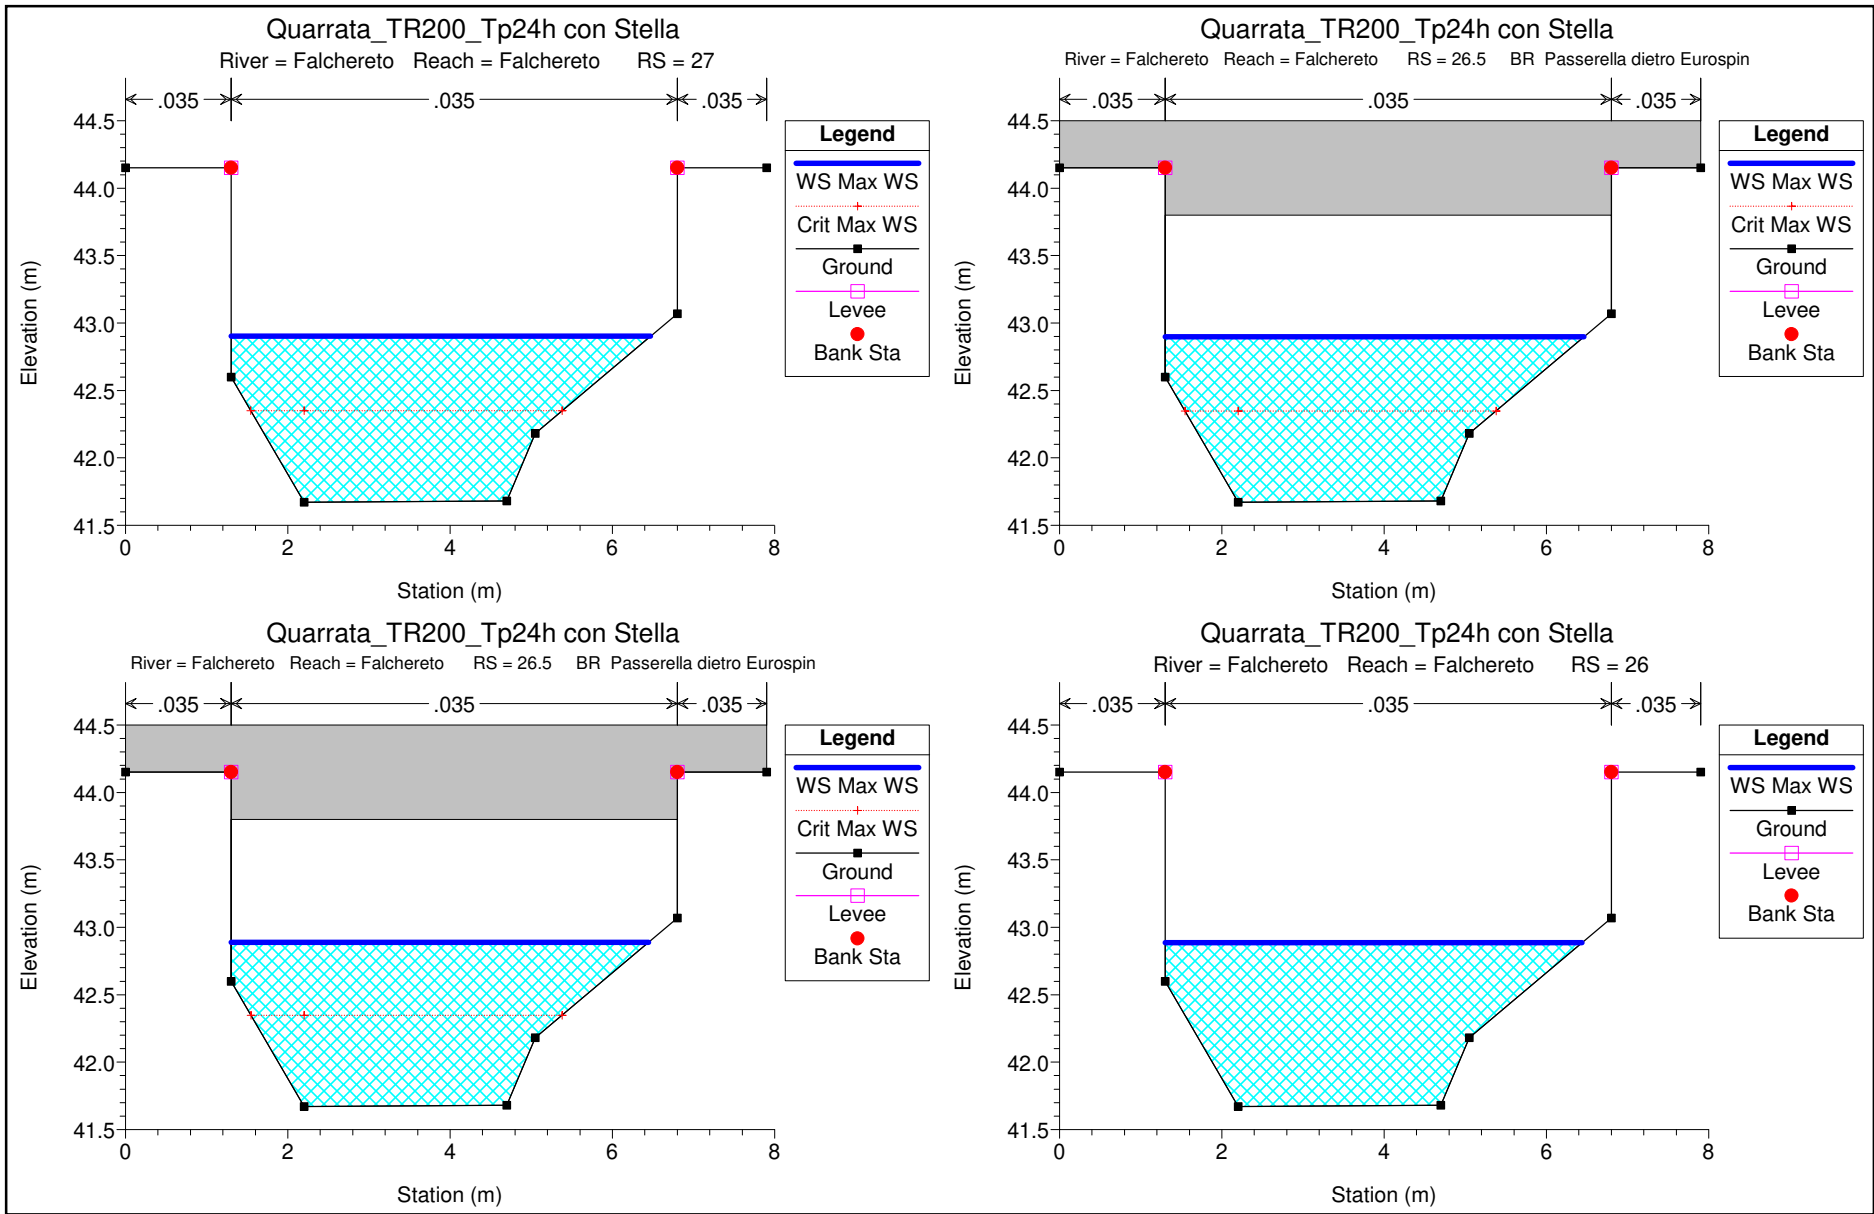 Quarrata_TR200_Tp24h con Stella
River = Falchereto Reach = Falchereto RS = 27
.035 .035 .035
44.5
44.0
43.5
43.0
42.5
42.0
41.5
0 2 4 6 8
Station (m)
Elevation (m)
Legend
WS Max WS
Crit Max WS
Ground
Levee
Bank Sta
Quarrata_TR200_Tp24h con Stella
River = Falchereto Reach = Falchereto RS = 26.5 BR Passerella dietro Eurospin
.035 .035 .035
44.5
44.0
43.5
43.0
42.5
42.0
41.5
0 2 4 6 8
Station (m)
Elevation (m)
Legend
WS Max WS
Crit Max WS
Ground
Levee
Bank Sta
Quarrata_TR200_Tp24h con Stella
River = Falchereto Reach = Falchereto RS = 26.5 BR Passerella dietro Eurospin
.035 .035 .035
44.5
44.0
43.5
43.0
42.5
42.0
41.5
0 2 4 6 8
Station (m)
Elevation (m)
Legend
WS Max WS
Crit Max WS
Ground
Levee
Bank Sta
Quarrata_TR200_Tp24h con Stella
River = Falchereto Reach = Falchereto RS = 26
.035 .035 .035
44.5
44.0
43.5
43.0
42.5
42.0
41.5
0 2 4 6 8
Station (m)
Elevation (m)
Legend
WS Max WS
Ground
Levee
Bank Sta